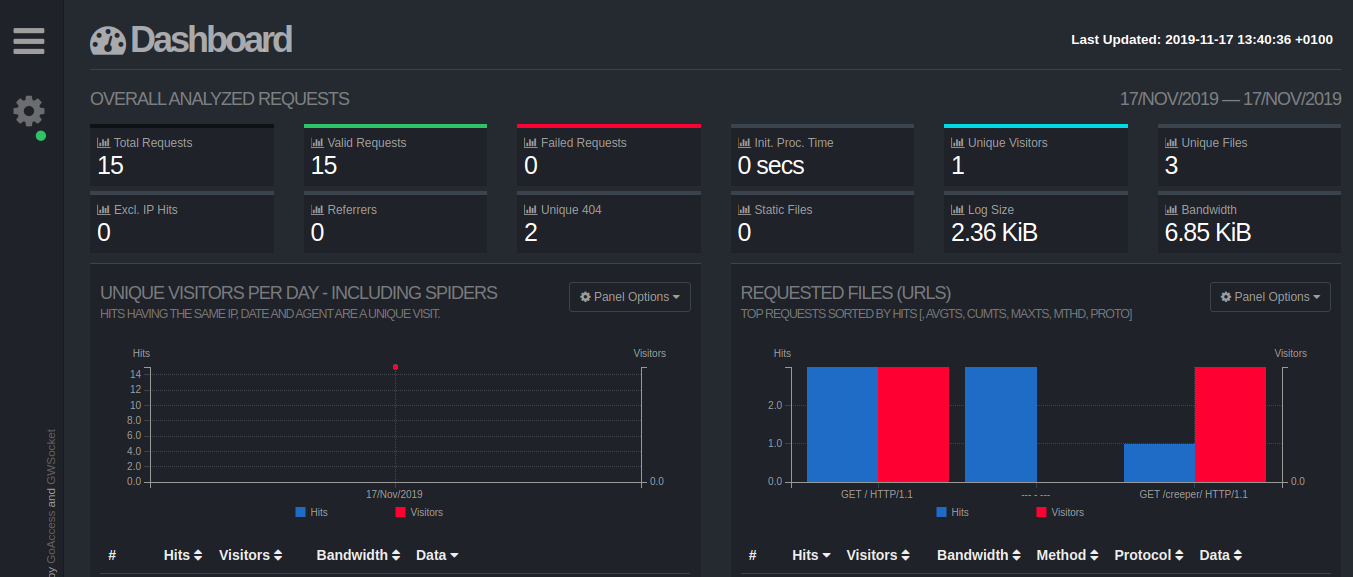 Dashboard
Last Updated: 2019-11-17 13:40:36 +0100
OVERALL ANALYZED REQUESTS
17/NOV/2019 — 17/NOV/2019
Total Requests
15
Valid Requests
15
Failed Requests
0
Init. Proc. Time
0 secs
Unique Visitors
1
Unique Files
3
Excl. IP Hits
0
Referrers
0
Unique 404
2
Static Files
0
Log Size
2.36 KiB
Bandwidth
6.85 KiB
UNIQUE VISITORS PER DAY - INCLUDING SPIDERS
HITS HAVING THE SAME IP, DATE AND AGENT ARE A UNIQUE VISIT.
Panel Options
Hits
Visitors
14
12
10
8.0
6.0
4.0
2.0
0.0
0.0
17/Nov/2019
Hits
Visitors
# Hits Visitors Bandwidth Data
REQUESTED FILES (URLS)
TOP REQUESTS SORTED BY HITS [, AVGTS, CUMTS, MAXTS, MTHD, PROTO]
Panel Options
Hits
Visitors
2.0
1.0
0.0
0.0
GET / HTTP/1.1
--- - ---
GET /creeper/ HTTP/1.1
Hits
Visitors
# Hits Visitors Bandwidth Method Protocol Data
by GoAccess and GWSocket